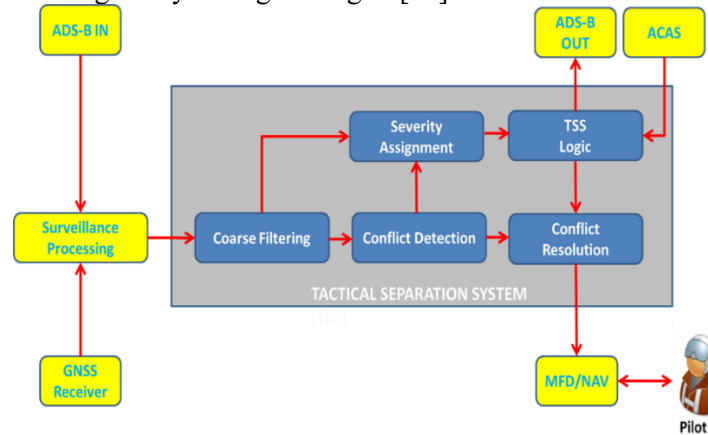 ADS-B IN
ADS-B
OUT
ACAS
Severity
Assignment
TSS
Logic
Surveillance
Processing
Coarse Filtering
Conflict Detection
Conflict
Resolution
TACTICAL SEPARATION SYSTEM
(TSS)
GNSS
Receiver
MFD/NAV
Pilot